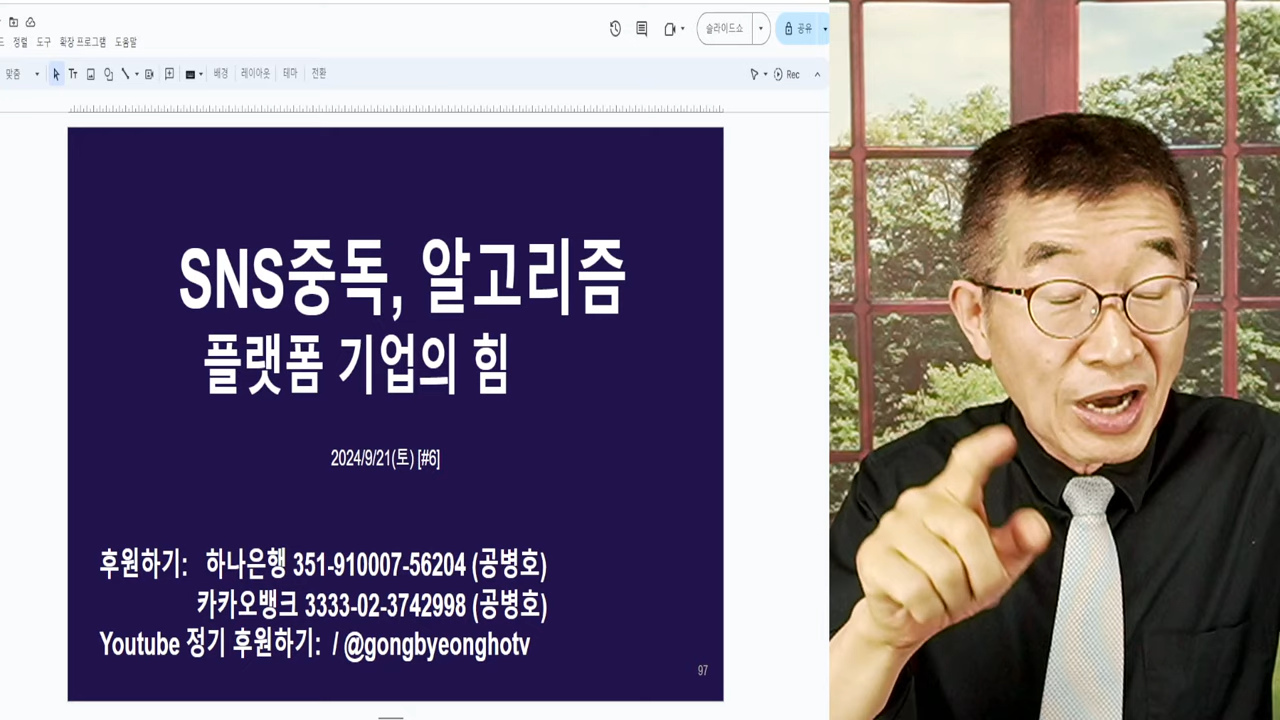 정렬 도구 확장 프로그램 도움말
슬라이드쇼
공유
맞춤
배경 레이아웃 테마 전환
Rec
SNS중독, 알고리즘
플랫폼 기업의 힘
2024/9/21(토) [#6]
후원하기: 하나은행 351-910007-56204 (공병호)
카카오뱅크 3333-02-3742998 (공병호)
Youtube 정기 후원하기: / @gongbyeonghotv
97